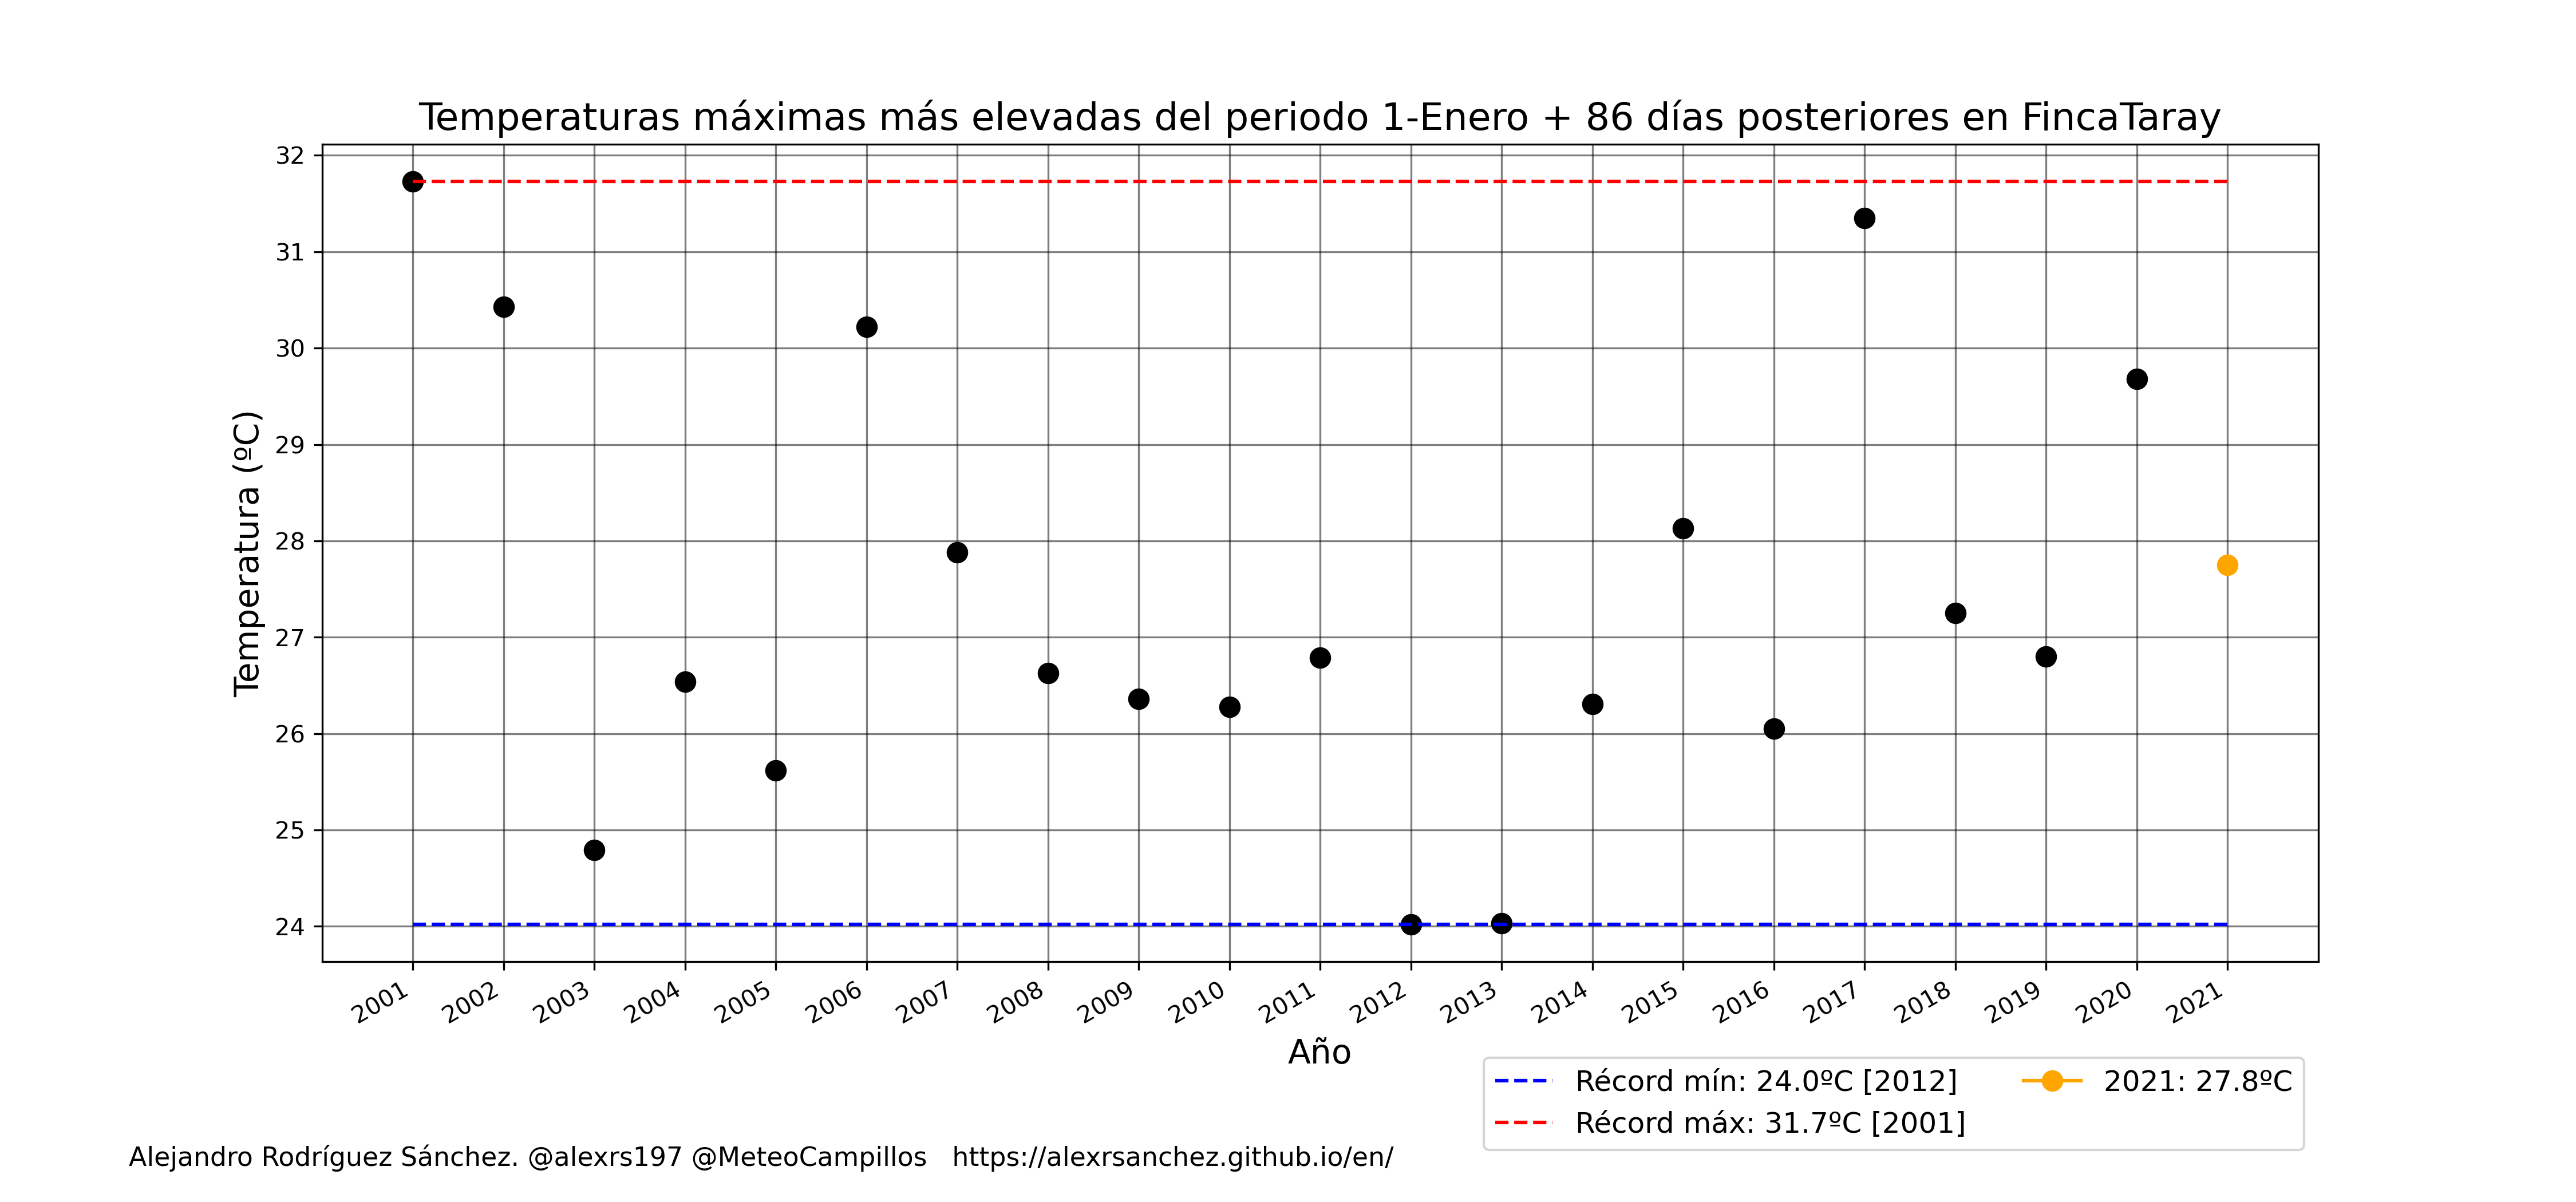 Temperaturas máximas más elevadas del periodo 1-Enero + 86 días posteriores en FincaTaray
32
31
30
29
28
27
26
25
24
Temperatura (ºC)
2001 2002 2003 2004 2005 2006 2007 2008 2009 2010 2011 2012 2013 2014 2015 2016 2017 2018 2019 2020 2021
Año
Récord mín: 24.0ºC [2012]
Récord máx: 31.7ºC [2001]
2021: 27.8ºC
Alejandro Rodríguez Sánchez. @alexrs197 @MeteoCampillos https://alexrsanchez.github.io/en/